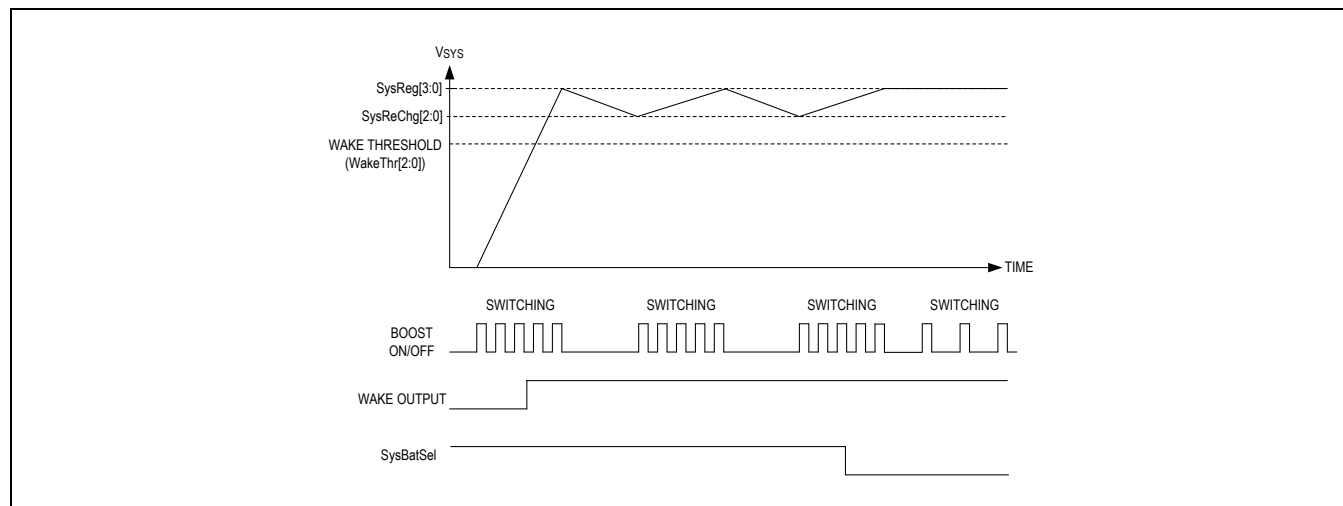 VSYS
SysReg[3:0]
SysReChg[2:0]
WAKE THRESHOLD
(WakeThr[2:0])
TIME
SWITCHING SWITCHING SWITCHING SWITCHING
BOOST
ON/OFF
WAKE OUTPUT
SysBatSel